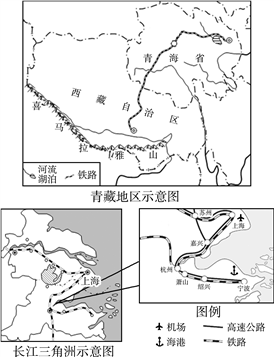 青海省
西藏自治区
喜马拉雅山
河流
湖泊
铁路
青藏地区示意图
上海
长江三角洲示意图
苏州
上海
嘉兴
杭州
萧山
绍兴
宁波
图例
机场
高速公路
海港
铁路